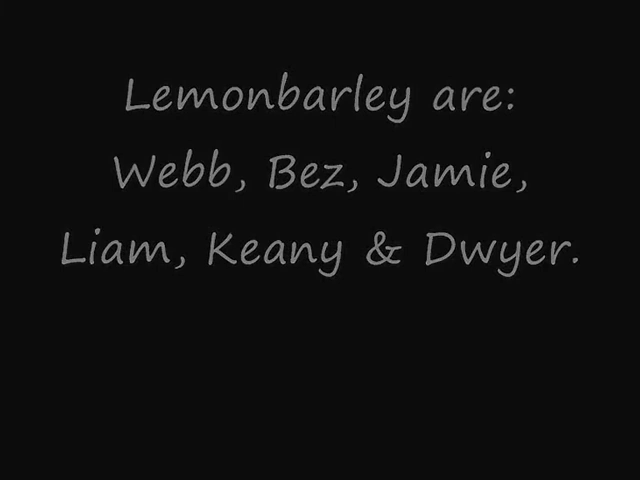 Lemonbarley are:
Webb, Bez, Jamie,
Liam, Keany & Dwyer.